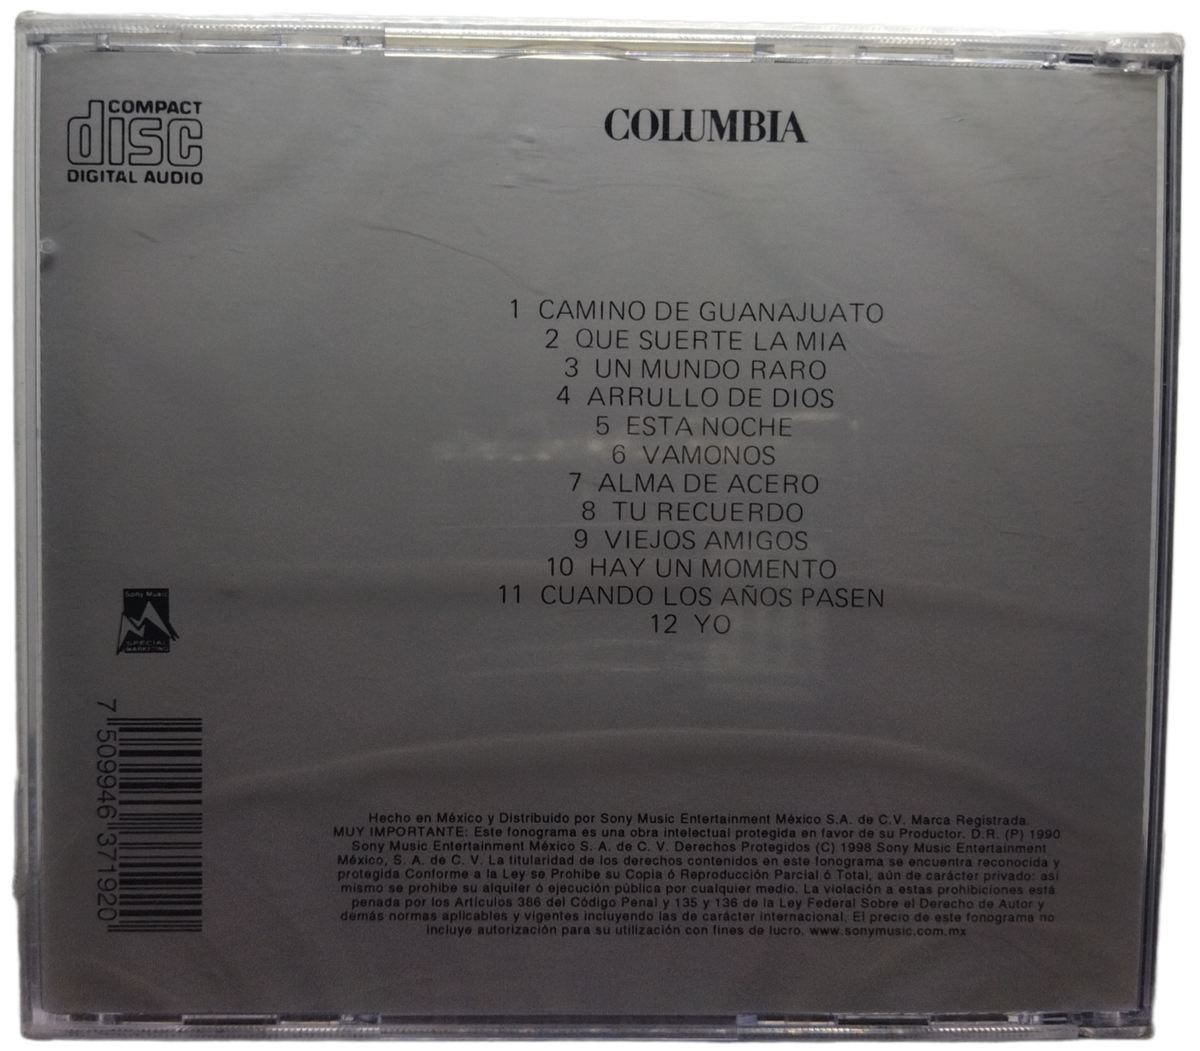 COMPACT
disc
DIGITAL AUDIO
COLUMBIA
1 CAMINO DE GUANAJUATO
2 QUE SUERTE LA MIA
3 UN MUNDO RARO
4 ARRULLO DE DIOS
5 ESTA NOCHE
6 VAMONOS
7 ALMA DE ACERO
8 TU RECUERDO
9 VIEJOS AMIGOS
10 HAY UN MOMENTO
11 CUANDO LOS AÑOS PASEN
12 YO
Sony Music
SPECIAL
MARKETING
7 509946 371920
Hecho en México y Distribuido por Sony Music Entertainment México S.A. de C.V. Marca Registrada.
MUY IMPORTANTE: Este fonograma es una obra intelectual protegida en favor de su Productor. D.R. (P) 1990
Sony Music Entertainment México S. A. de C. V. Derechos Protegidos (C) 1998 Sony Music Entertainment
México, S. A. de C. V. La titularidad de los derechos contenidos en este fonograma se encuentra reconocida y
protegida Conforme a la Ley se Prohibe su Copia ó Reproducción Parcial ó Total, aún de carácter privado: así
mismo se prohibe su alquiler ó ejecución pública por cualquier medio. La violación a estas prohibiciones está
penada por los Artículos 386 del Código Penal y 135 y 136 de la Ley Federal Sobre el Derecho de Autor y
demás normas aplicables y vigentes incluyendo las de carácter internacional. El precio de este fonograma no
incluye autorización para su utilización con fines de lucro. www.sonymusic.com.mx